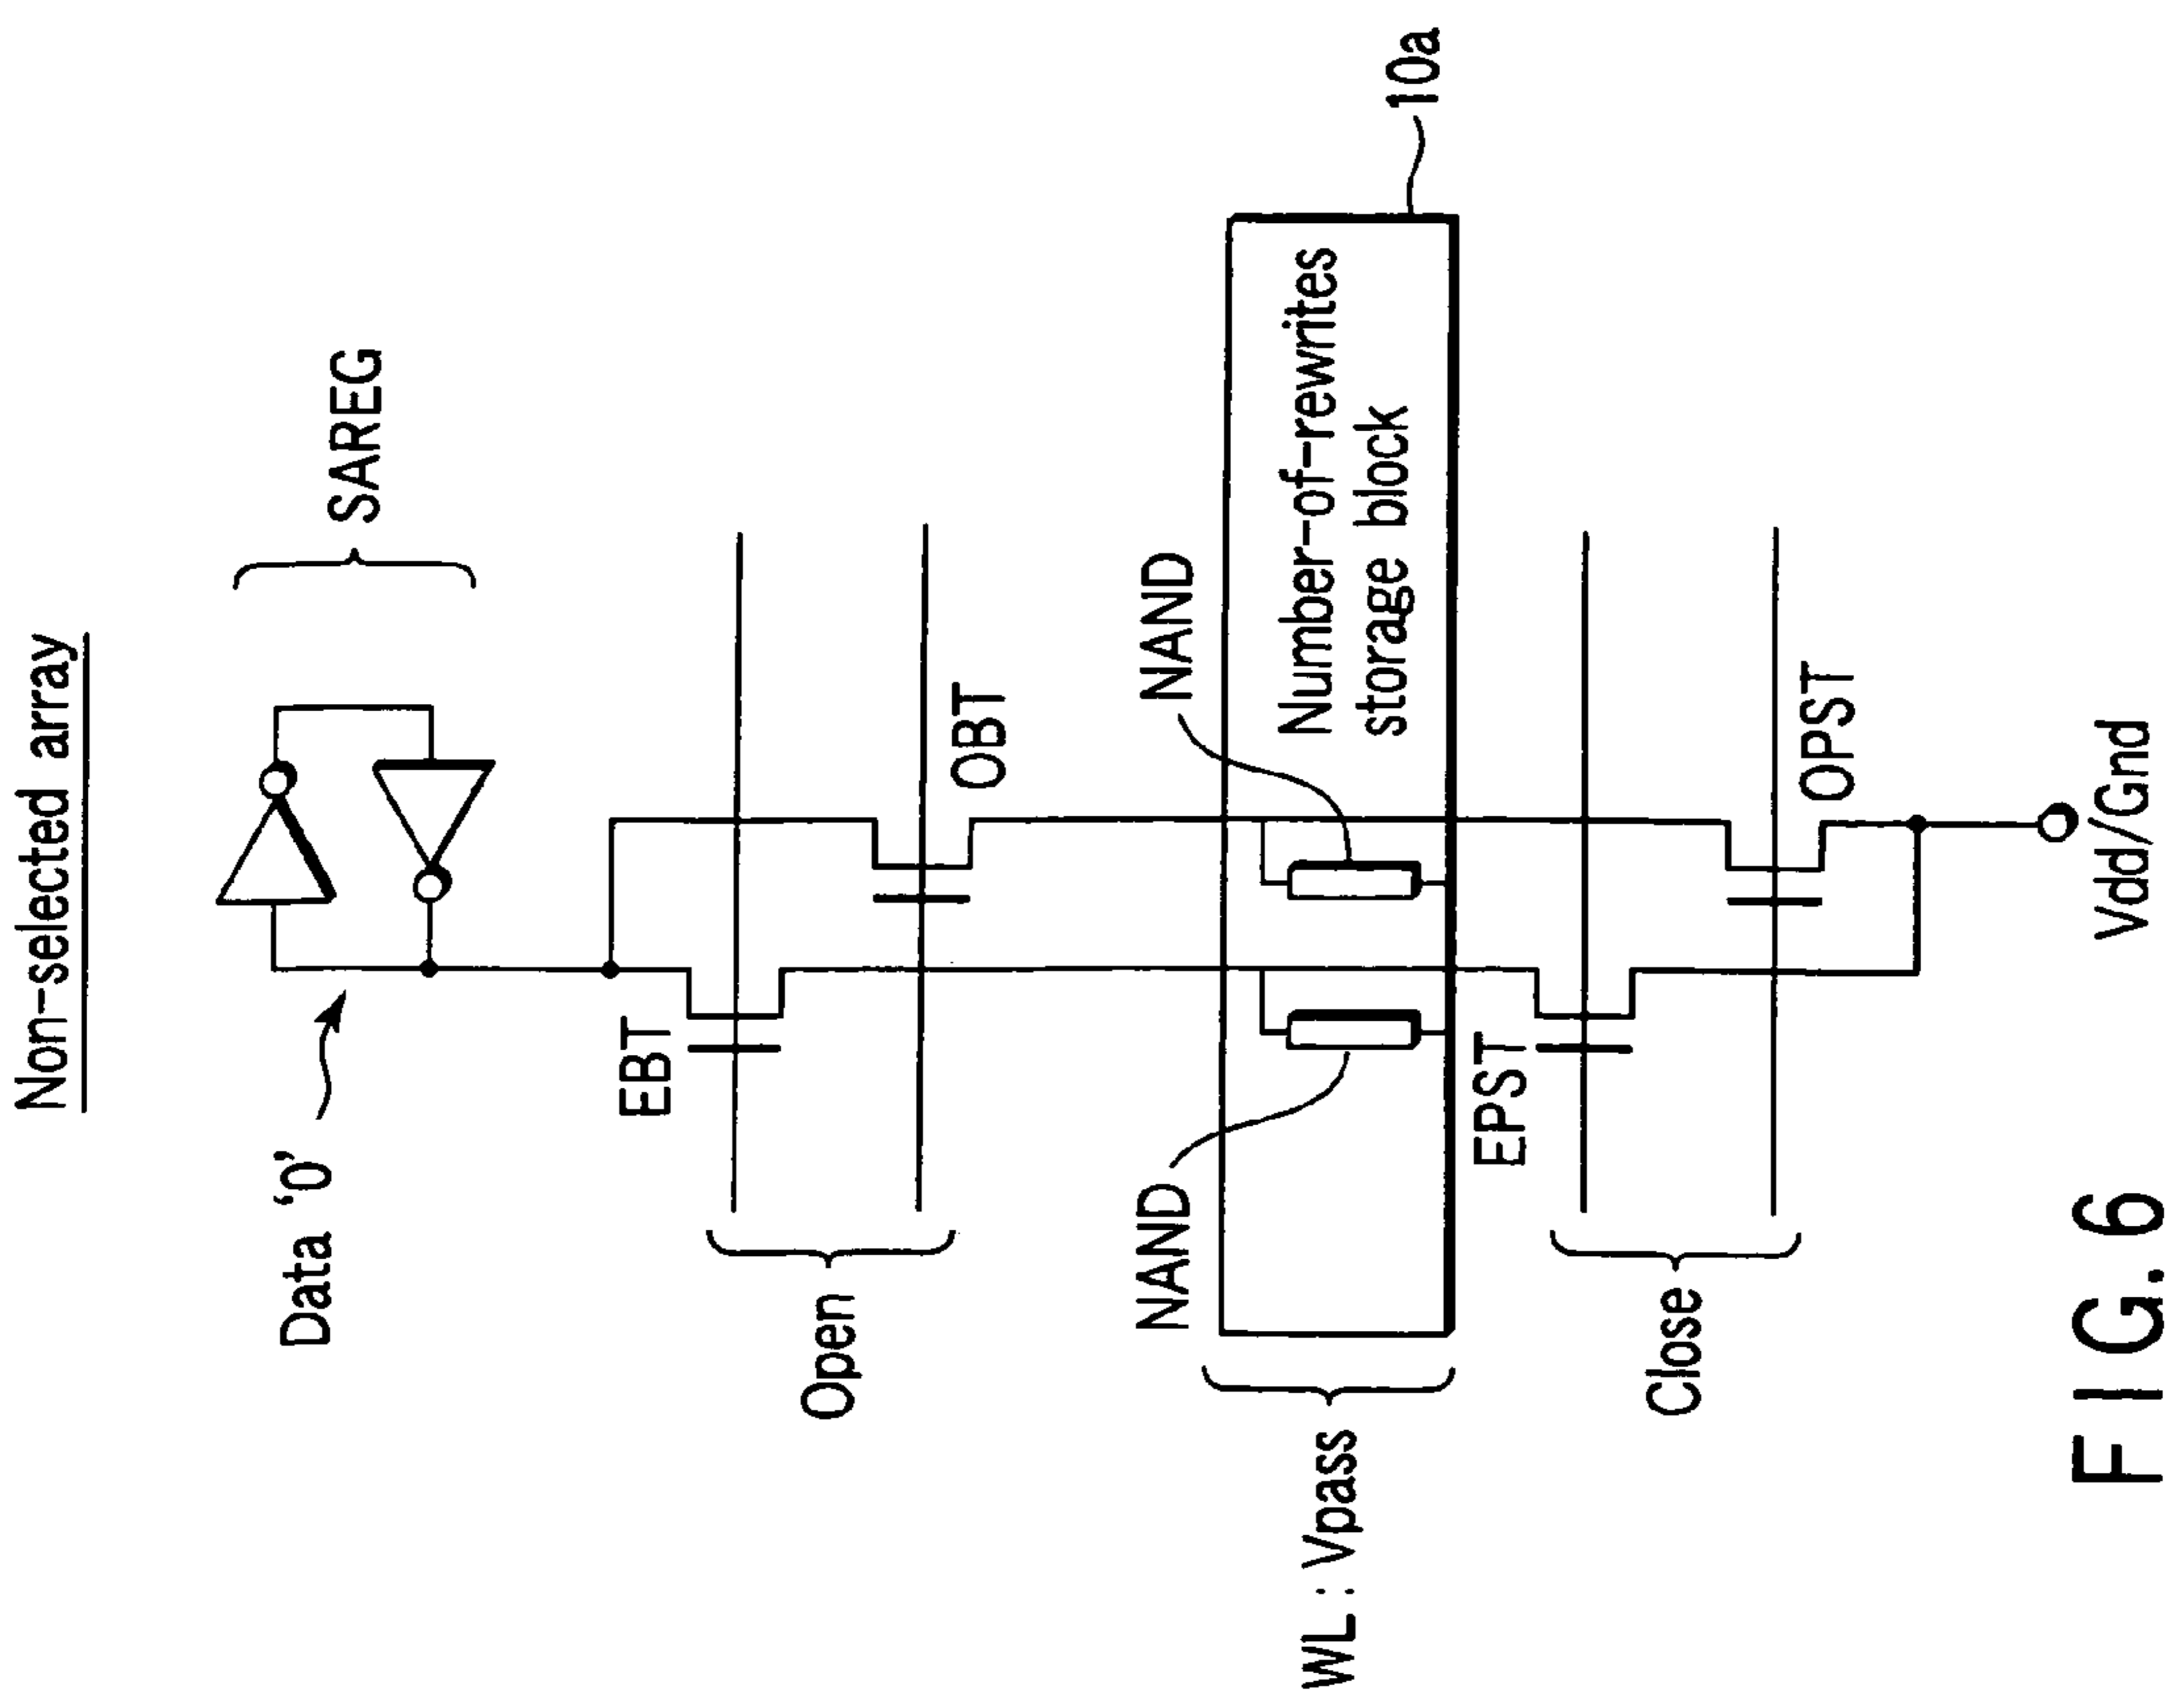 Non-selected array
SAREG
Data ‘0’
EBT
Open
OBT
NAND
NAND
Number-of-rewrites
storage block
10a
WL : Vpass
EPST
Close
OPST
Vdd/Gnd
FIG. 6